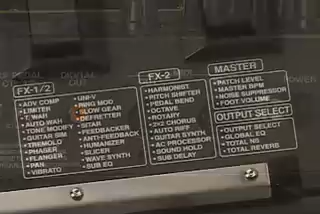 FX-1/2
•ADV COMP
•LIMITER
•T. WAH
•AUTO WAH
•TONE MODIFY
•GUITAR SIM
•TREMOLO
•PHASER
•FLANGER
•PAN
•VIBRATO
•UNI-V
•RING MOD
•SLOW GEAR
•DEFRETTER
•SITAR
•FEEDBACKER
•ANTI-FEEDBACK
•HUMANIZER
•SLICER
•WAVE SYNTH
•SUB EQ
FX-2
•HARMONIST
•PITCH SHIFTER
•PEDAL BEND
•OCTAVE
•ROTARY
•2×2 CHORUS
•AUTO RIFF
•GUITAR SYNTH
•AC PROCESSOR
•SOUND HOLD
•SUB DELAY
MASTER
•PATCH LEVEL
•MASTER BPM
•NOISE SUPPRESSOR
•FOOT VOLUME
OUTPUT SELECT
•OUTPUT SELECT
•GLOBAL EQ
•TOTAL NS
•TOTAL REVERB